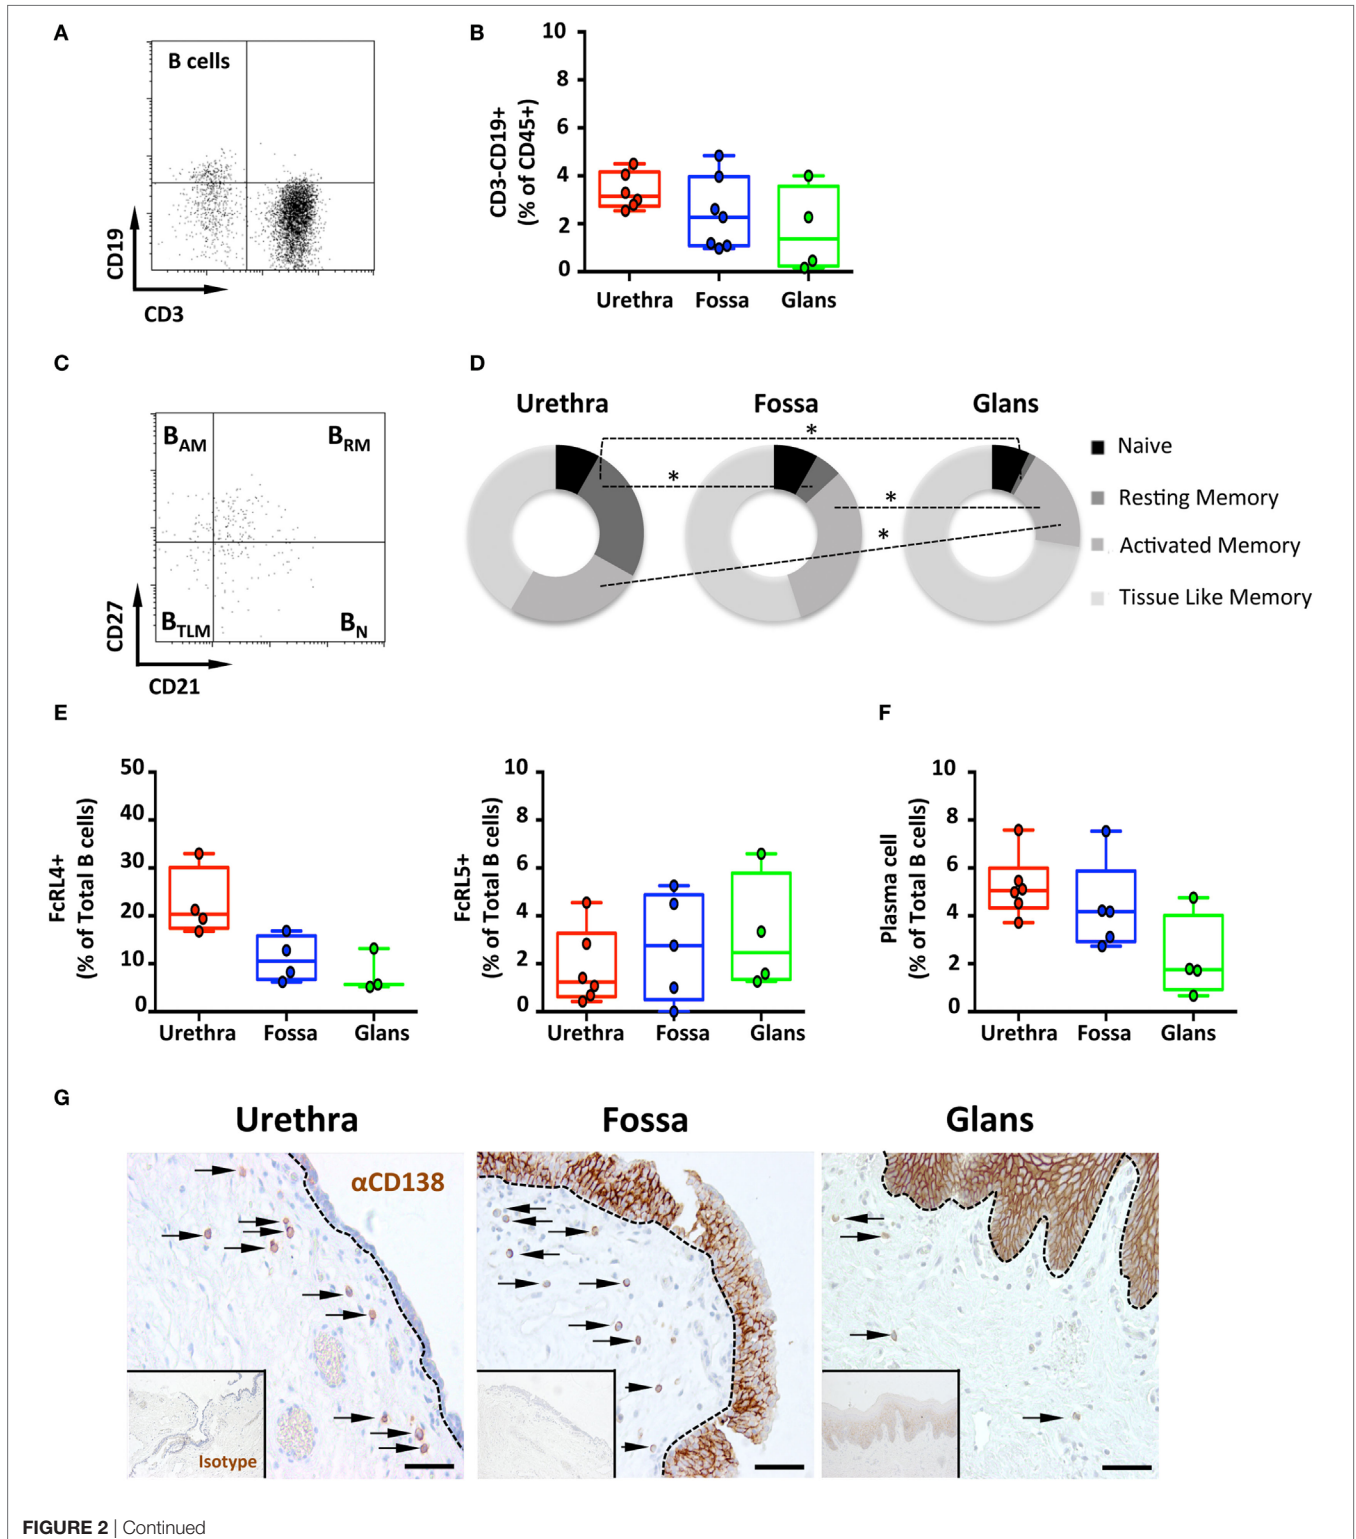 A
B cells
CD19
CD3
B
CD3-CD19+
(% of CD45+)
10
8
6
4
2
0
Urethra Fossa Glans
C
BAM
BRM
BTLM
BN
CD27
CD21
D
Urethra Fossa Glans
*
*
*
*
Naive
Resting Memory
Activated Memory
Tissue Like Memory
E
FcRL4+
(% of Total B cells)
50
40
30
20
10
0
Urethra Fossa Glans
FcRL5+
(% of Total B cells)
10
8
6
4
2
0
Urethra Fossa Glans
F
Plasma cell
(% of Total B cells)
10
8
6
4
2
0
Urethra Fossa Glans
G
Urethra Fossa Glans
αCD138
Isotype
FIGURE 2 | Continued